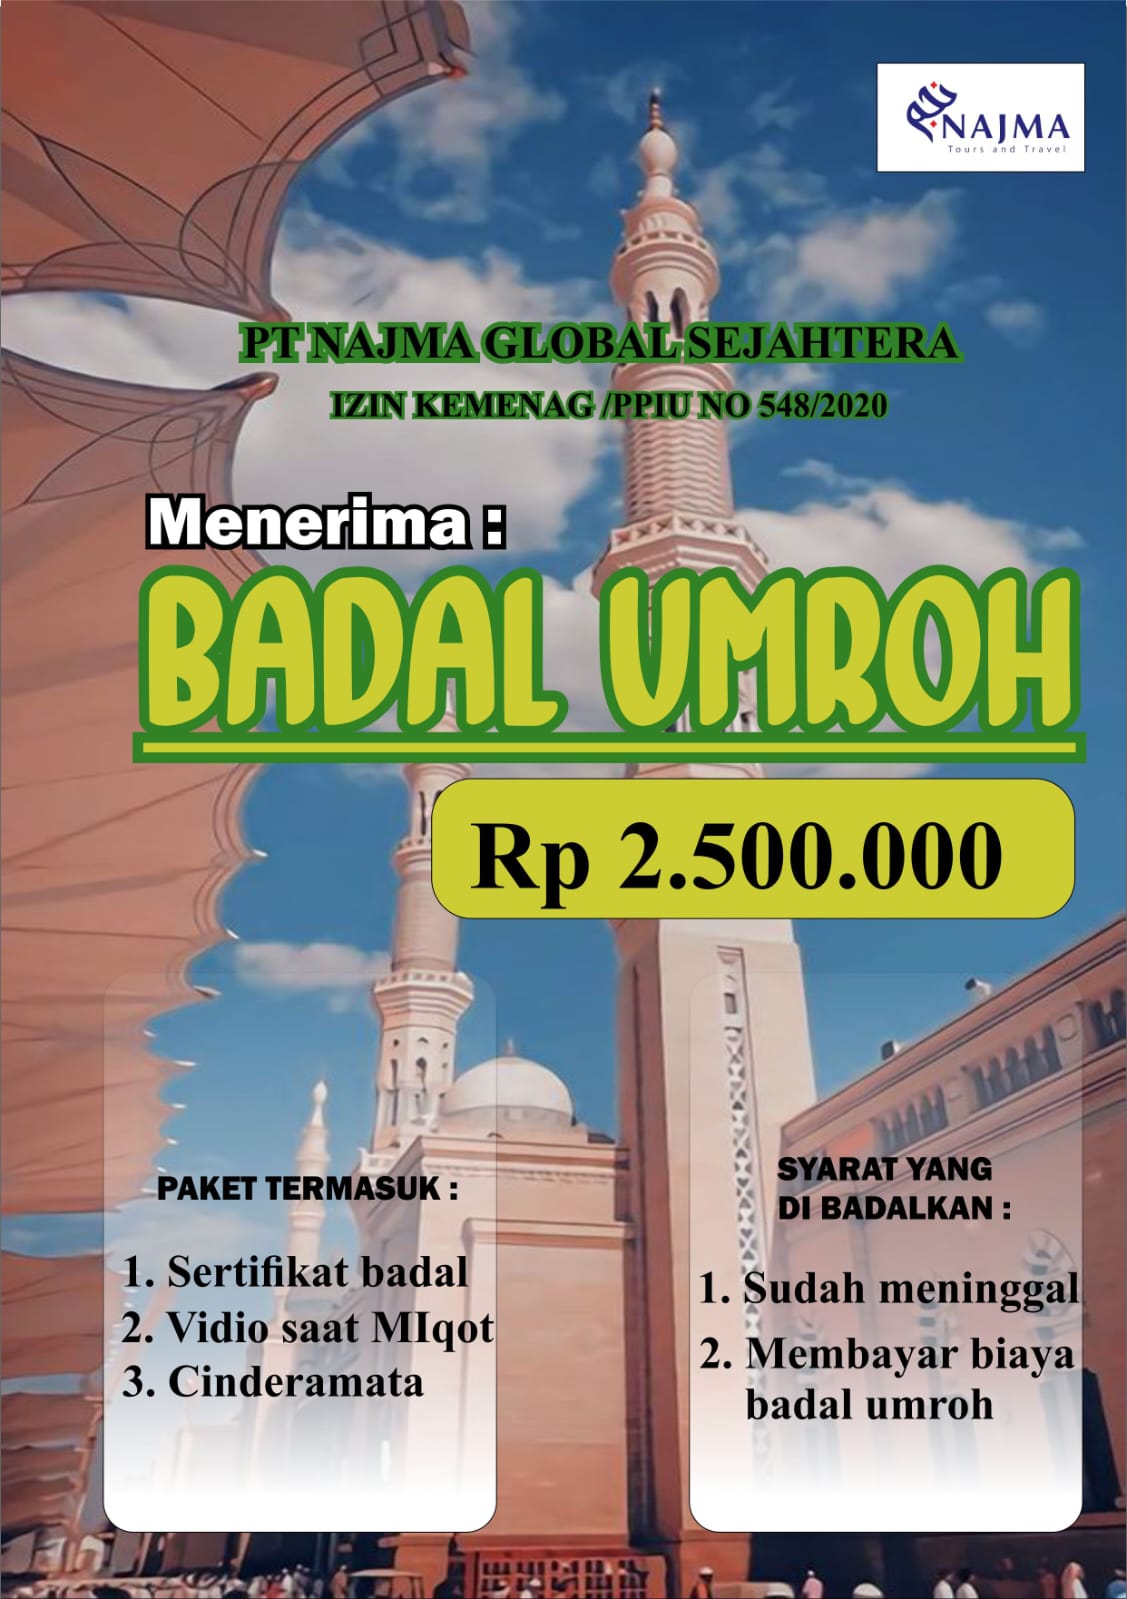 NAJMA
Tours and Travel
PT NAJMA GLOBAL SEJAHTERA
IZIN KEMENAG /PPIU NO 548/2020
Menerima :
BADAL UMROH
Rp 2.500.000
PAKET TERMASUK :
1. Sertifikat badal
2. Vidio saat MIqot
3. Cinderamata
SYARAT YANG
DI BADALKAN :
1. Sudah meninggal
2. Membayar biaya
badal umroh